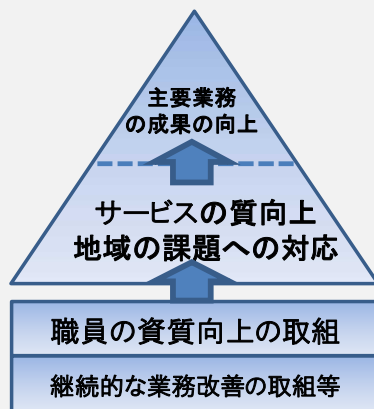 主要業務
の成果の向上
サービスの質向上
地域の課題への対応
職員の資質向上の取組
継続的な業務改善の取組等